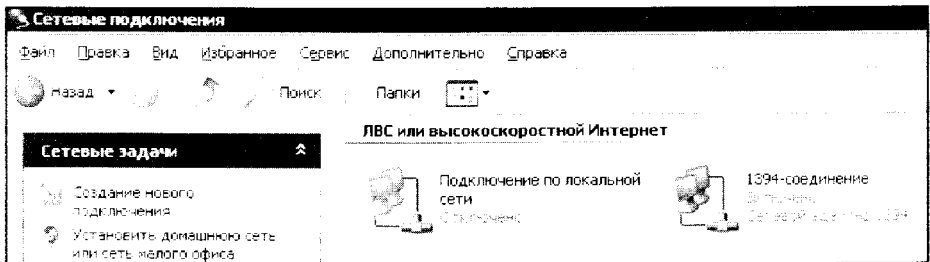 Сетевые подключения
Файл Правка Вид Избранное Сервис Дополнительно Справка
Назад Поиск Папки
Сетевые задачи
Создание нового
подключения
Установить домашнюю сеть
или сеть малого офиса
ЛВС или высокоскоростной Интернет
Подключение по локальной
сети
Отключено
1394-соединение